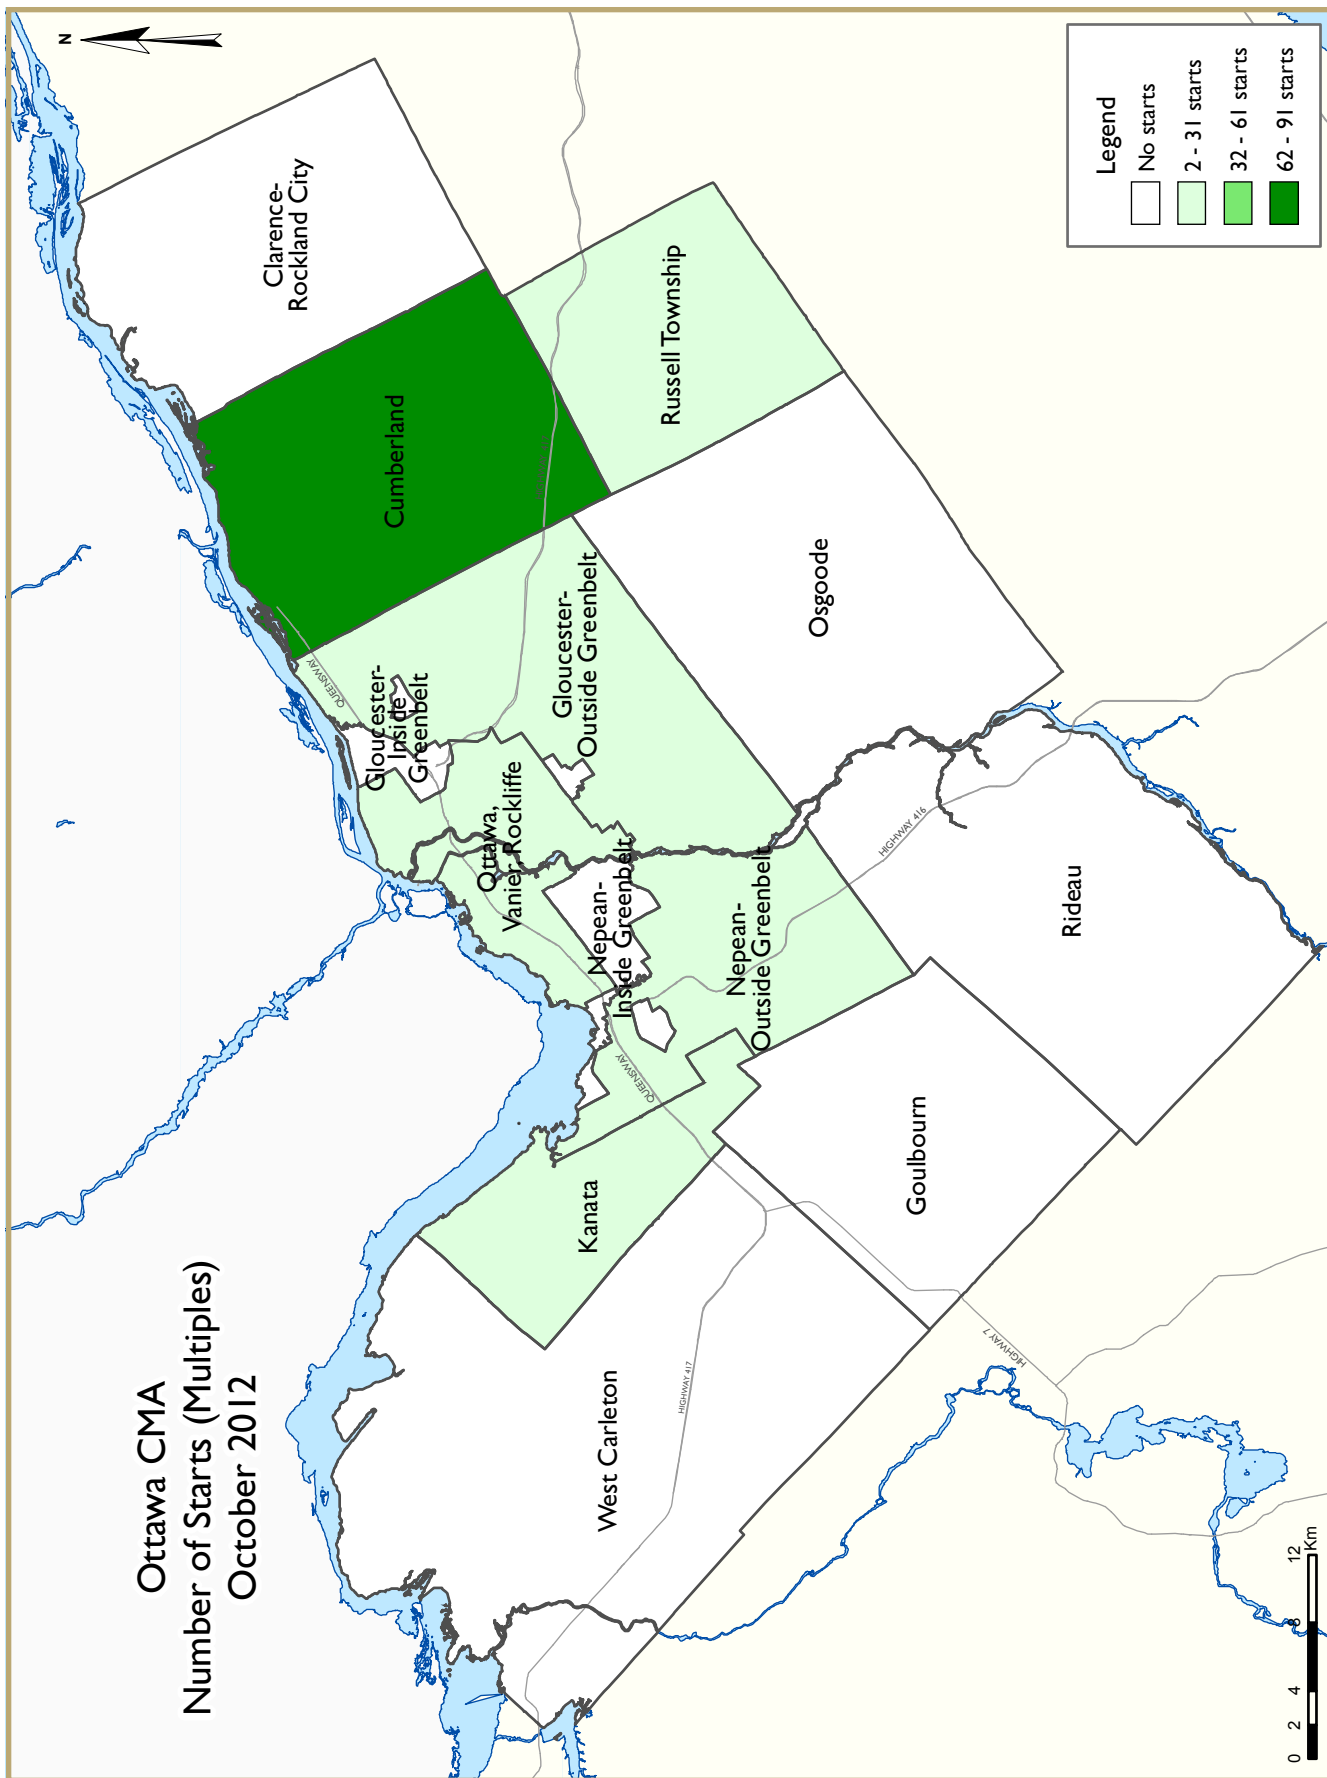 Ottawa CMA
Number of Starts (Multiples)
October 2012
N
Clarence-
Rockland City
Cumberland
Russell Township
Gloucester-
Inside
Greenbelt
Gloucester-
Outside Greenbelt
Osgoode
Ottawa,
Vanier, Rockliffe
Nepean-
Inside Greenbelt
Nepean-
Outside Greenbelt
Rideau
Kanata
Goulbourn
West Carleton
QUEENSWAY
QUEENSWAY
HIGHWAY 416
HIGHWAY 417
HIGHWAY 7
Legend
No starts
2 - 31 starts
32 - 61 starts
62 - 91 starts
0 2 4 8 12
Km